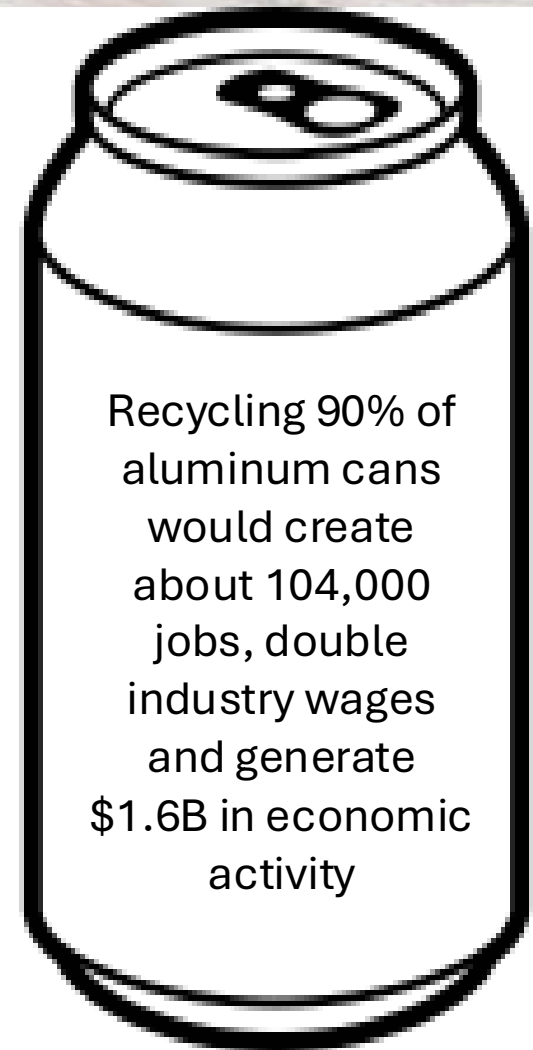 Recycling 90% of
aluminum cans
would create
about 104,000
jobs, double
industry wages
and generate
$1.6B in economic
activity